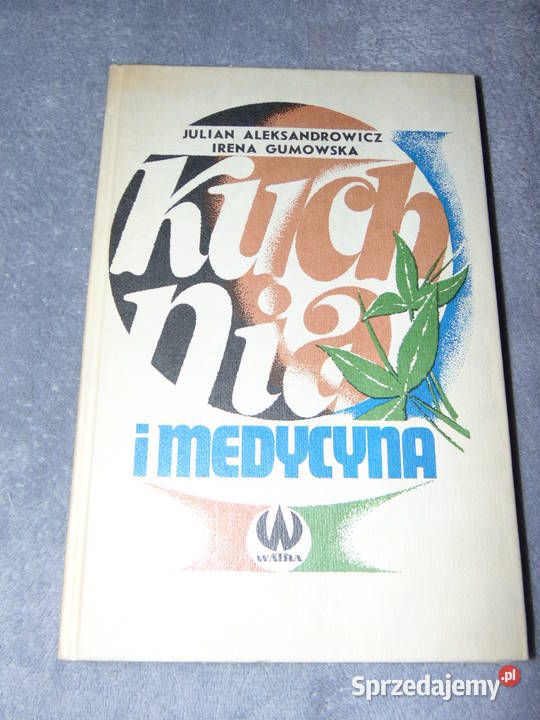 JULIAN ALEKSANDROWICZ
IRENA GUMOWSKA
Kuch
nia
i MEDYCYNA
WATRA
Sprzedajemy.pl